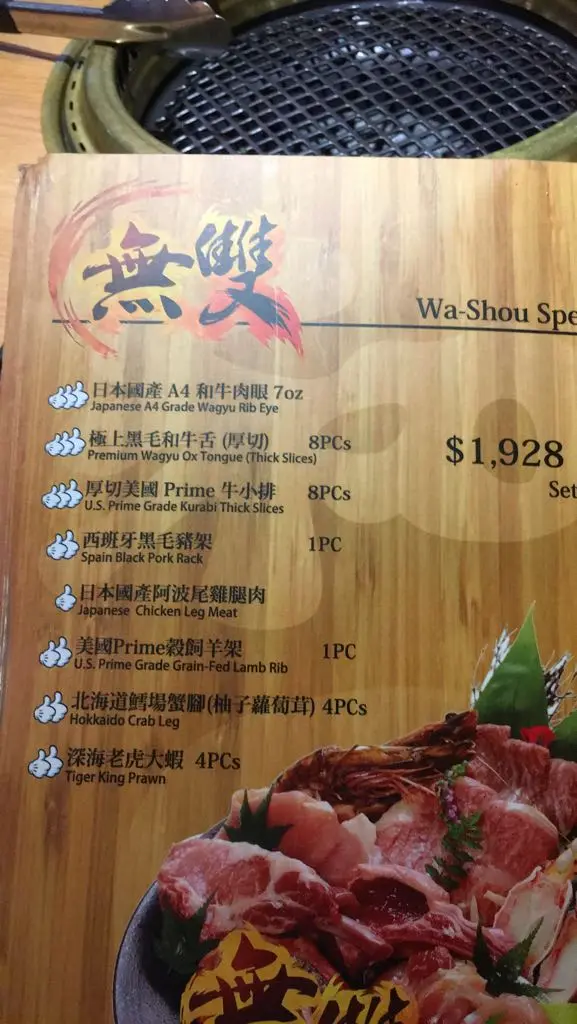 無雙
Wa-Shou Spe
日本國產 A4 和牛肉眼 7oz
Japanese A4 Grade Wagyu Rib Eye
極上黑毛和牛舌 (厚切) 8PCs
Premium Wagyu Ox Tongue (Thick Slices)
$1,928
厚切美國 Prime 牛小排 8PCs
U.S. Prime Grade Kurabi Thick Slices
Set
西班牙黑毛豬架 1PC
Spain Black Pork Rack
日本國產阿波尾雞腿肉
Japanese Chicken Leg Meat
美國Prime穀飼羊架 1PC
U.S. Prime Grade Grain-Fed Lamb Rib
北海道鱈場蟹腳(柚子蘿蔔茸) 4PCs
Hokkaido Crab Leg
深海老虎大蝦 4PCs
Tiger King Prawn
無雙